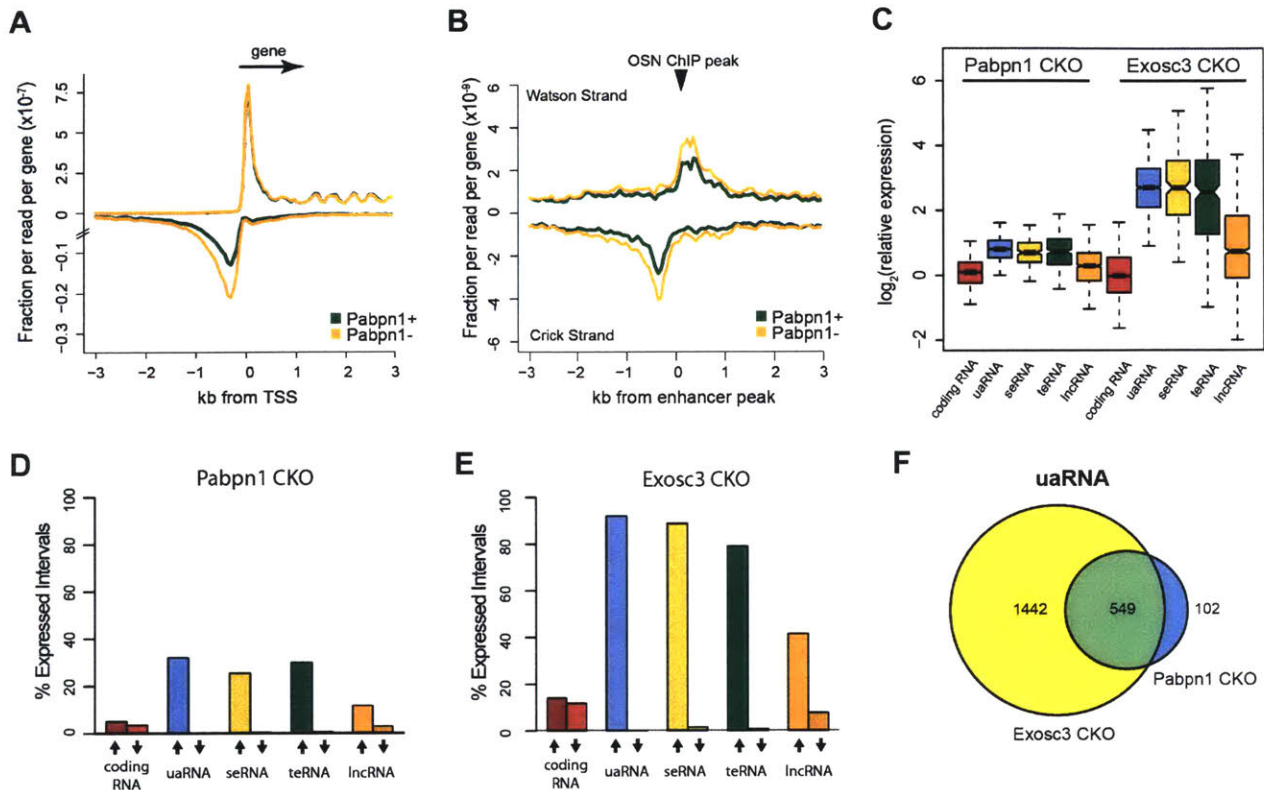 A
gene
Fraction per read per gene (x10-7)
7.5
5
2.5
0
−0.1
−0.2
−0.3
Pabpn1+
Pabpn1-
−3 −2 −1 0 1 2 3
kb from TSS
B
OSN ChIP peak
Fraction per read per gene (x10-9)
6
4
2
0
-2
-4
-6
Watson Strand
Crick Strand
Pabpn1+
Pabpn1-
−3 −2 −1 0 1 2 3
kb from enhancer peak
C
Pabpn1 CKO Exosc3 CKO
log2(relative expression)
6
4
2
0
−2
coding RNA
uaRNA
seRNA
teRNA
lncRNA
coding RNA
uaRNA
seRNA
teRNA
lncRNA
D
Pabpn1 CKO
% Expressed Intervals
100
80
60
40
20
0
coding RNA
uaRNA
seRNA
teRNA
lncRNA
E
Exosc3 CKO
% Expressed Intervals
100
80
60
40
20
0
coding RNA
uaRNA
seRNA
teRNA
lncRNA
F
uaRNA
1442
549
102
Pabpn1 CKO
Exosc3 CKO